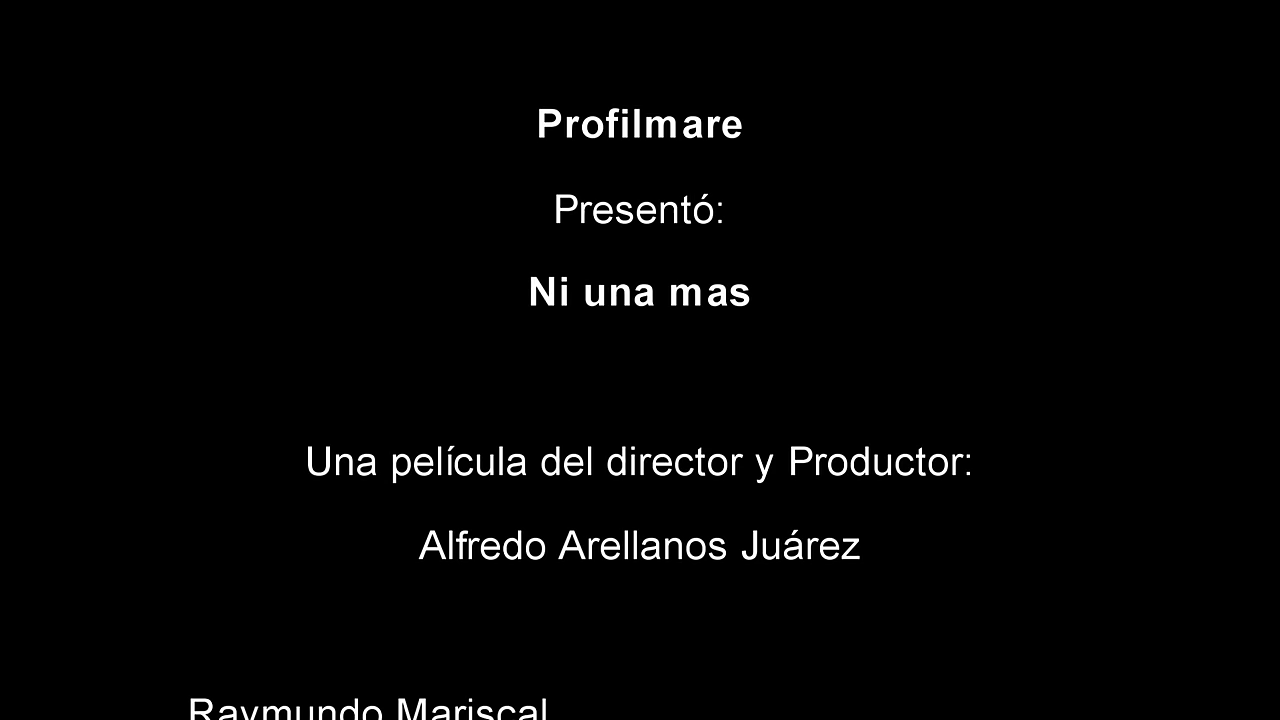 Profilmare
Presentó:
Ni una mas
Una película del director y Productor:
Alfredo Arellanos Juárez
Raymundo Mariscal